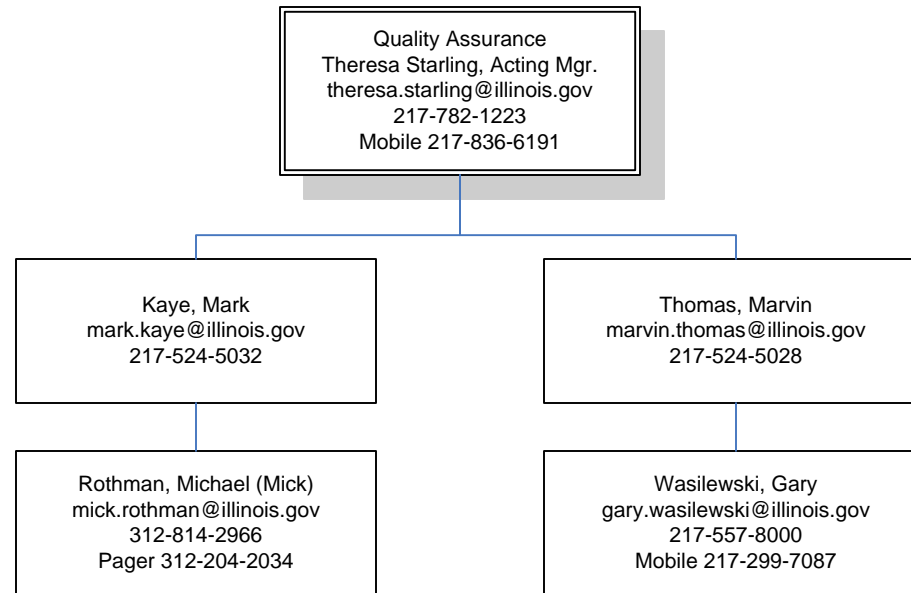 Quality Assurance
Theresa Starling, Acting Mgr.
theresa.starling@illinois.gov
217-782-1223
Mobile 217-836-6191
Kaye, Mark
mark.kaye@illinois.gov
217-524-5032
Thomas, Marvin
marvin.thomas@illinois.gov
217-524-5028
Rothman, Michael (Mick)
mick.rothman@illinois.gov
312-814-2966
Pager 312-204-2034
Wasilewski, Gary
gary.wasilewski@illinois.gov
217-557-8000
Mobile 217-299-7087